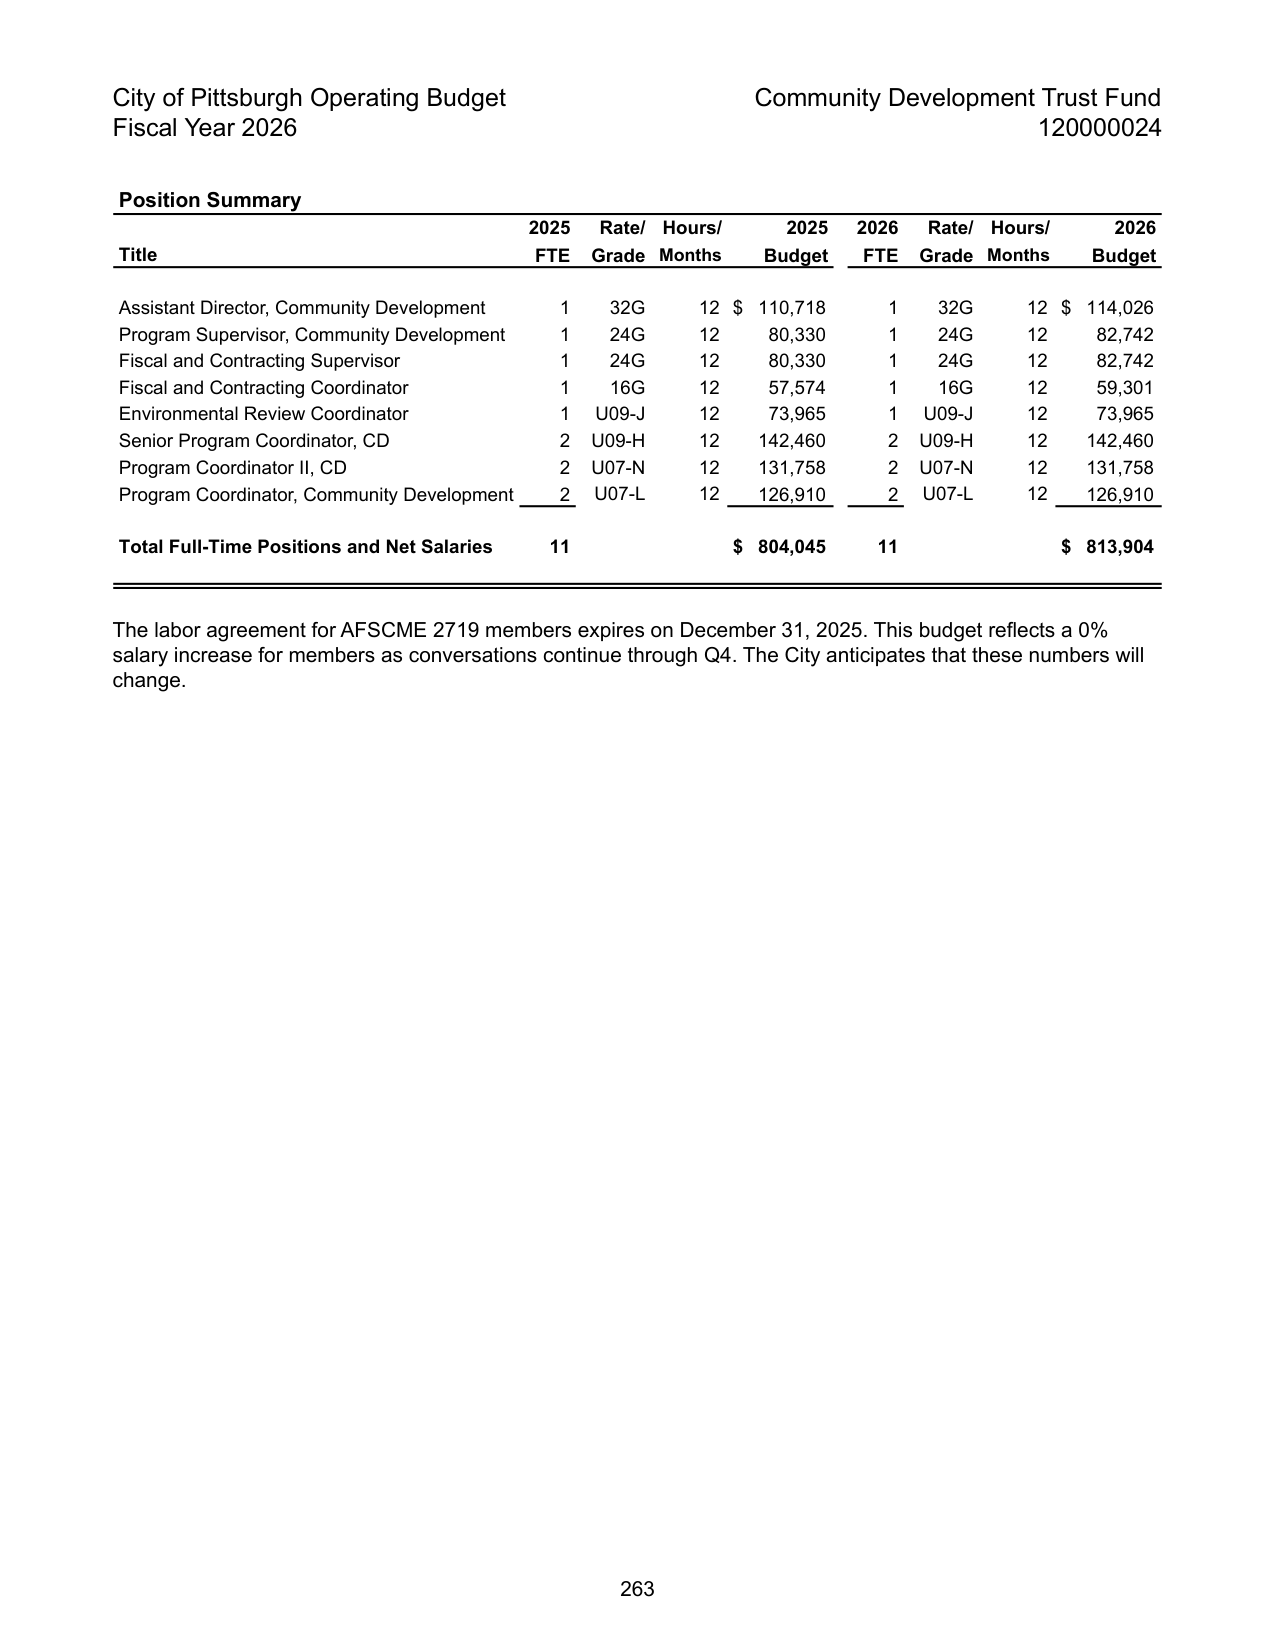 City of Pittsburgh Operating Budget Community Development Trust Fund
Fiscal Year 2026 120000024
Position Summary
2025 Rate/ Hours/ 2025 2026 Rate/ Hours/ 2026
Title FTE Grade Months Budget FTE Grade Months Budget
Assistant Director, Community Development 1 32G 12 $ 110,718 1 32G 12 $ 114,026
Program Supervisor, Community Development 1 24G 12 80,330 1 24G 12 82,742
Fiscal and Contracting Supervisor 1 24G 12 80,330 1 24G 12 82,742
Fiscal and Contracting Coordinator 1 16G 12 57,574 1 16G 12 59,301
Environmental Review Coordinator 1 U09-J 12 73,965 1 U09-J 12 73,965
Senior Program Coordinator, CD 2 U09-H 12 142,460 2 U09-H 12 142,460
Program Coordinator II, CD 2 U07-N 12 131,758 2 U07-N 12 131,758
Program Coordinator, Community Development 2 U07-L 12 126,910 2 U07-L 12 126,910
Total Full-Time Positions and Net Salaries 11 $ 804,045 11 $ 813,904
The labor agreement for AFSCME 2719 members expires on December 31, 2025. This budget reflects a 0%
salary increase for members as conversations continue through Q4. The City anticipates that these numbers will
change.
263